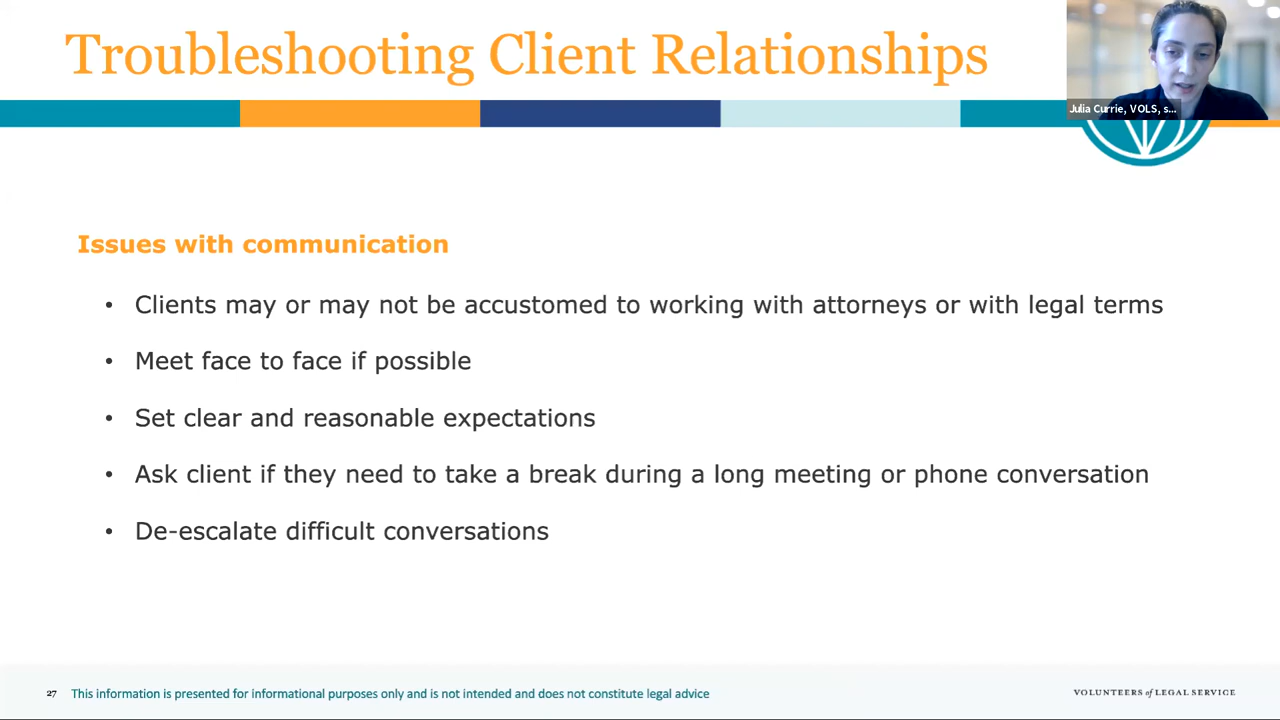 Troubleshooting Client Relationships
Julia Currie, VOLS, s...
Issues with communication
• Clients may or may not be accustomed to working with attorneys or with legal terms
• Meet face to face if possible
• Set clear and reasonable expectations
• Ask client if they need to take a break during a long meeting or phone conversation
• De-escalate difficult conversations
27 This information is presented for informational purposes only and is not intended and does not constitute legal advice
VOLUNTEERS of LEGAL SERVICE